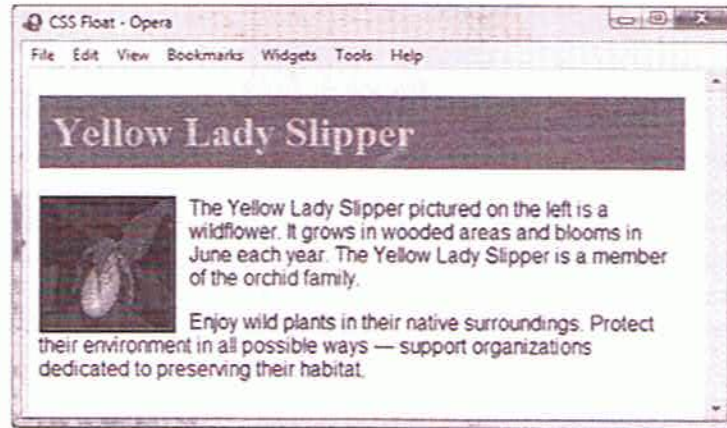 CSS Float - Opera
File Edit View Bookmarks Widgets Tools Help
Yellow Lady Slipper
The Yellow Lady Slipper pictured on the left is a
wildflower. It grows in wooded areas and blooms in
June each year. The Yellow Lady Slipper is a member
of the orchid family.
Enjoy wild plants in their native surroundings. Protect
their environment in all possible ways — support organizations
dedicated to preserving their habitat.